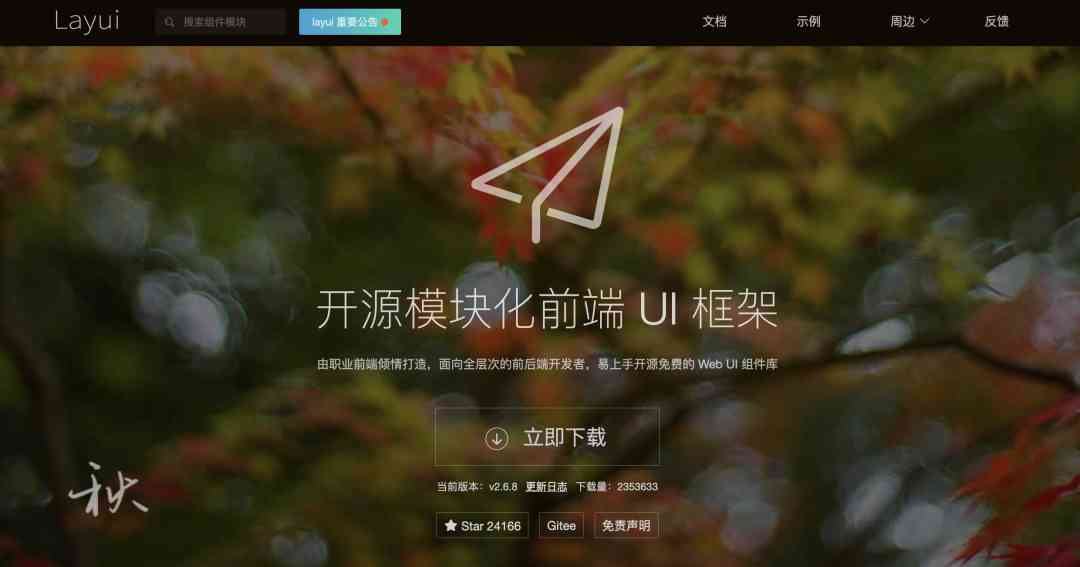 Layui
搜索组件模块
layui 重要公告
文档
示例
周边
反馈
开源模块化前端 UI 框架
由职业前端倾情打造，面向全层次的前后端开发者，易上手开源免费的 Web UI 组件库
立即下载
当前版本：v2.6.8 更新日志 下载量：2353633
Star 24166 Gitee 免责声明
秋